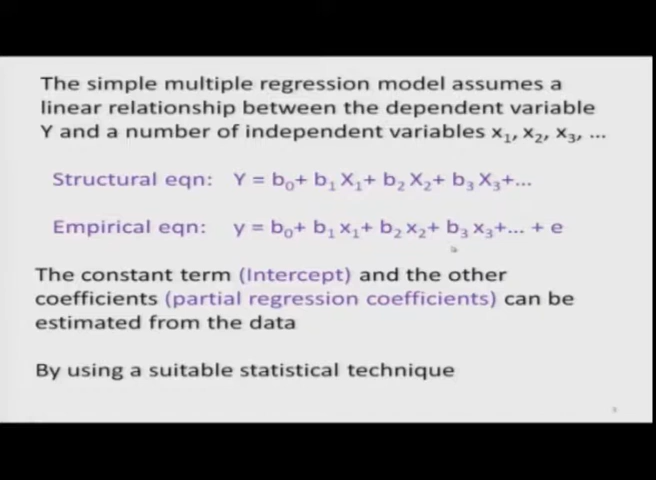 The simple multiple regression model assumes a
linear relationship between the dependent variable
Y and a number of independent variables x₁, x₂, x₃, ...
Structural eqn: Y = b₀+ b₁ X₁+ b₂ X₂+ b₃ X₃+...
Empirical eqn: y = b₀+ b₁ x₁+ b₂ x₂+ b₃ x₃+... + e
The constant term (Intercept) and the other
coefficients (partial regression coefficients) can be
estimated from the data
By using a suitable statistical technique